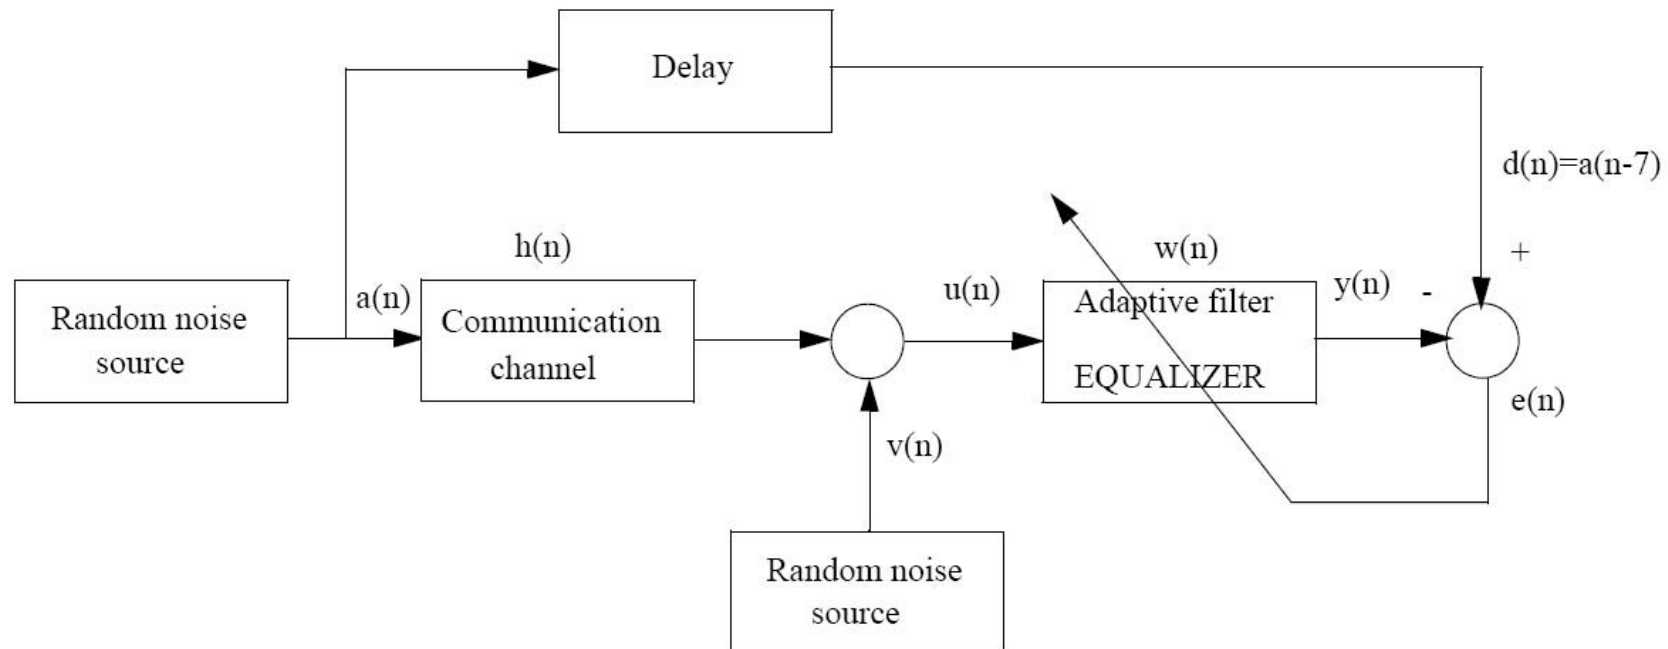 Delay
d(n)=a(n-7)
h(n)
w(n)
+
Random noise
source
a(n)
Communication
channel
u(n)
Adaptive filter
EQUALIZER
y(n)
-
e(n)
v(n)
Random noise
source